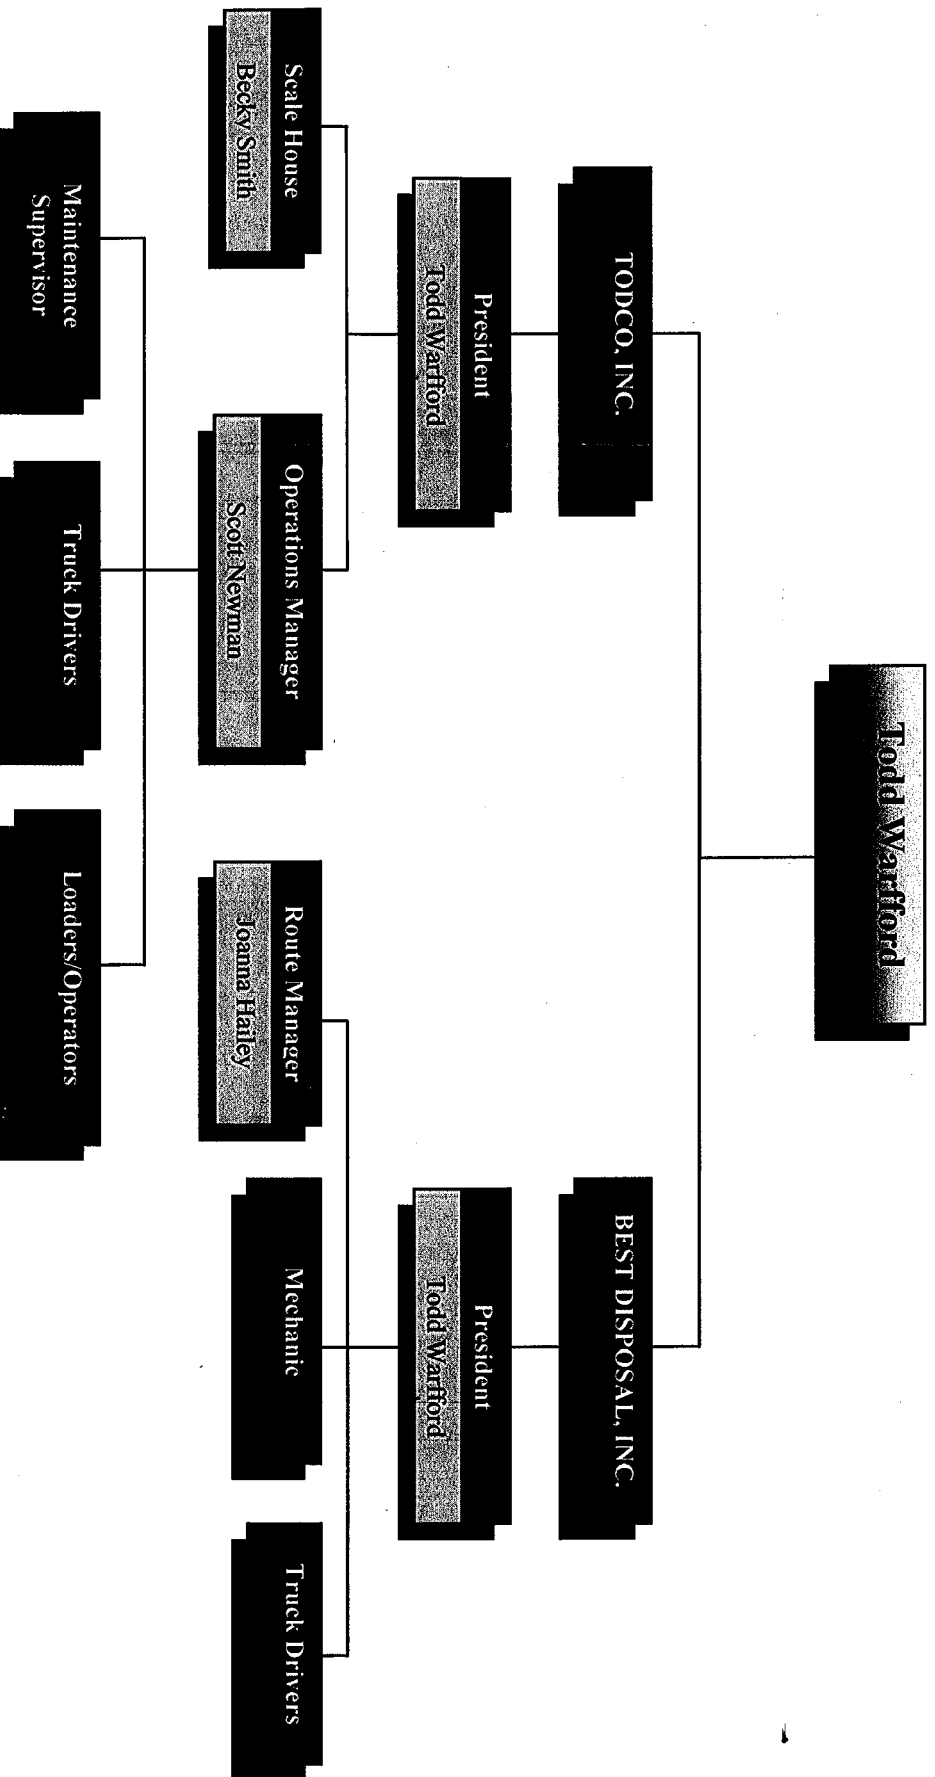 Todd Warfford
TODCO, INC.
BEST DISPOSAL, INC.
President
Todd Warfford
President
Todd Warfford
Scale House
Becky Smith
Operations Manager
Scott Newman
Route Manager
Joanna Hailey
Mechanic
Truck Drivers
Maintenance
Supervisor
Truck Drivers
Loaders/Operators